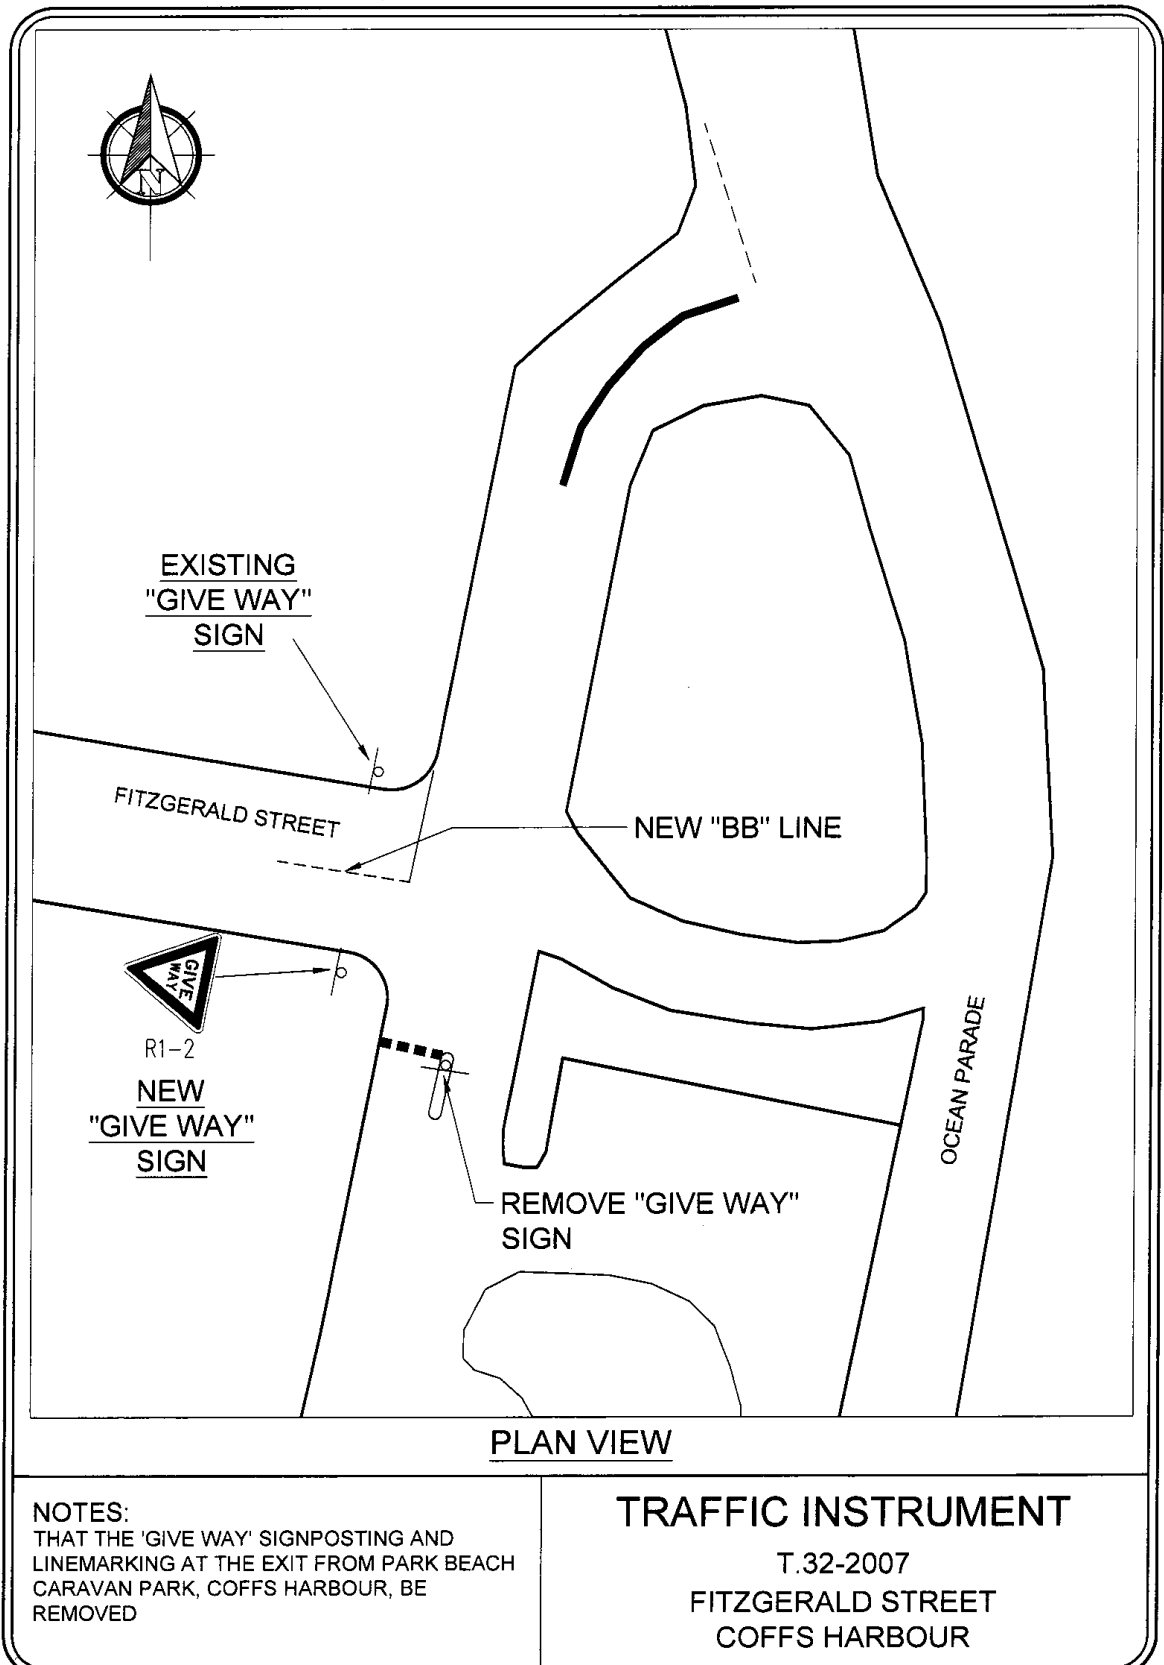 N
EXISTING
"GIVE WAY"
SIGN
FITZGERALD STREET
NEW "BB" LINE
GIVE
WAY
R1-2
NEW
"GIVE WAY"
SIGN
OCEAN PARADE
REMOVE "GIVE WAY"
SIGN
PLAN VIEW
NOTES:
THAT THE 'GIVE WAY' SIGNPOSTING AND
LINEMARKING AT THE EXIT FROM PARK BEACH
CARAVAN PARK, COFFS HARBOUR, BE
REMOVED
TRAFFIC INSTRUMENT
T.32-2007
FITZGERALD STREET
COFFS HARBOUR